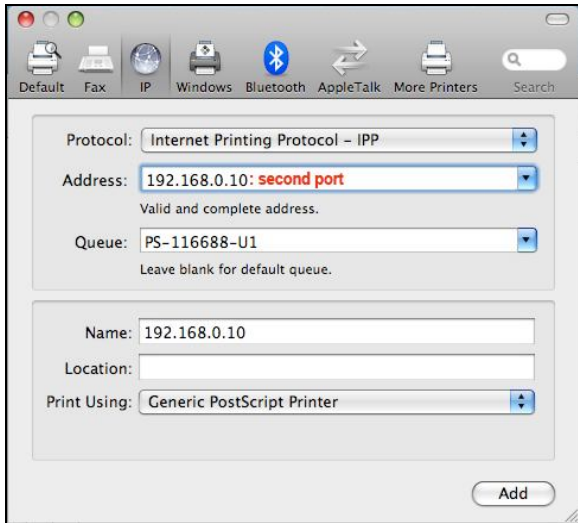 Default Fax IP Windows Bluetooth AppleTalk More Printers Search
Protocol: Internet Printing Protocol – IPP
Address: 192.168.0.10: second port
Valid and complete address.
Queue: PS-116688-U1
Leave blank for default queue.
Name: 192.168.0.10
Location:
Print Using: Generic PostScript Printer
Add